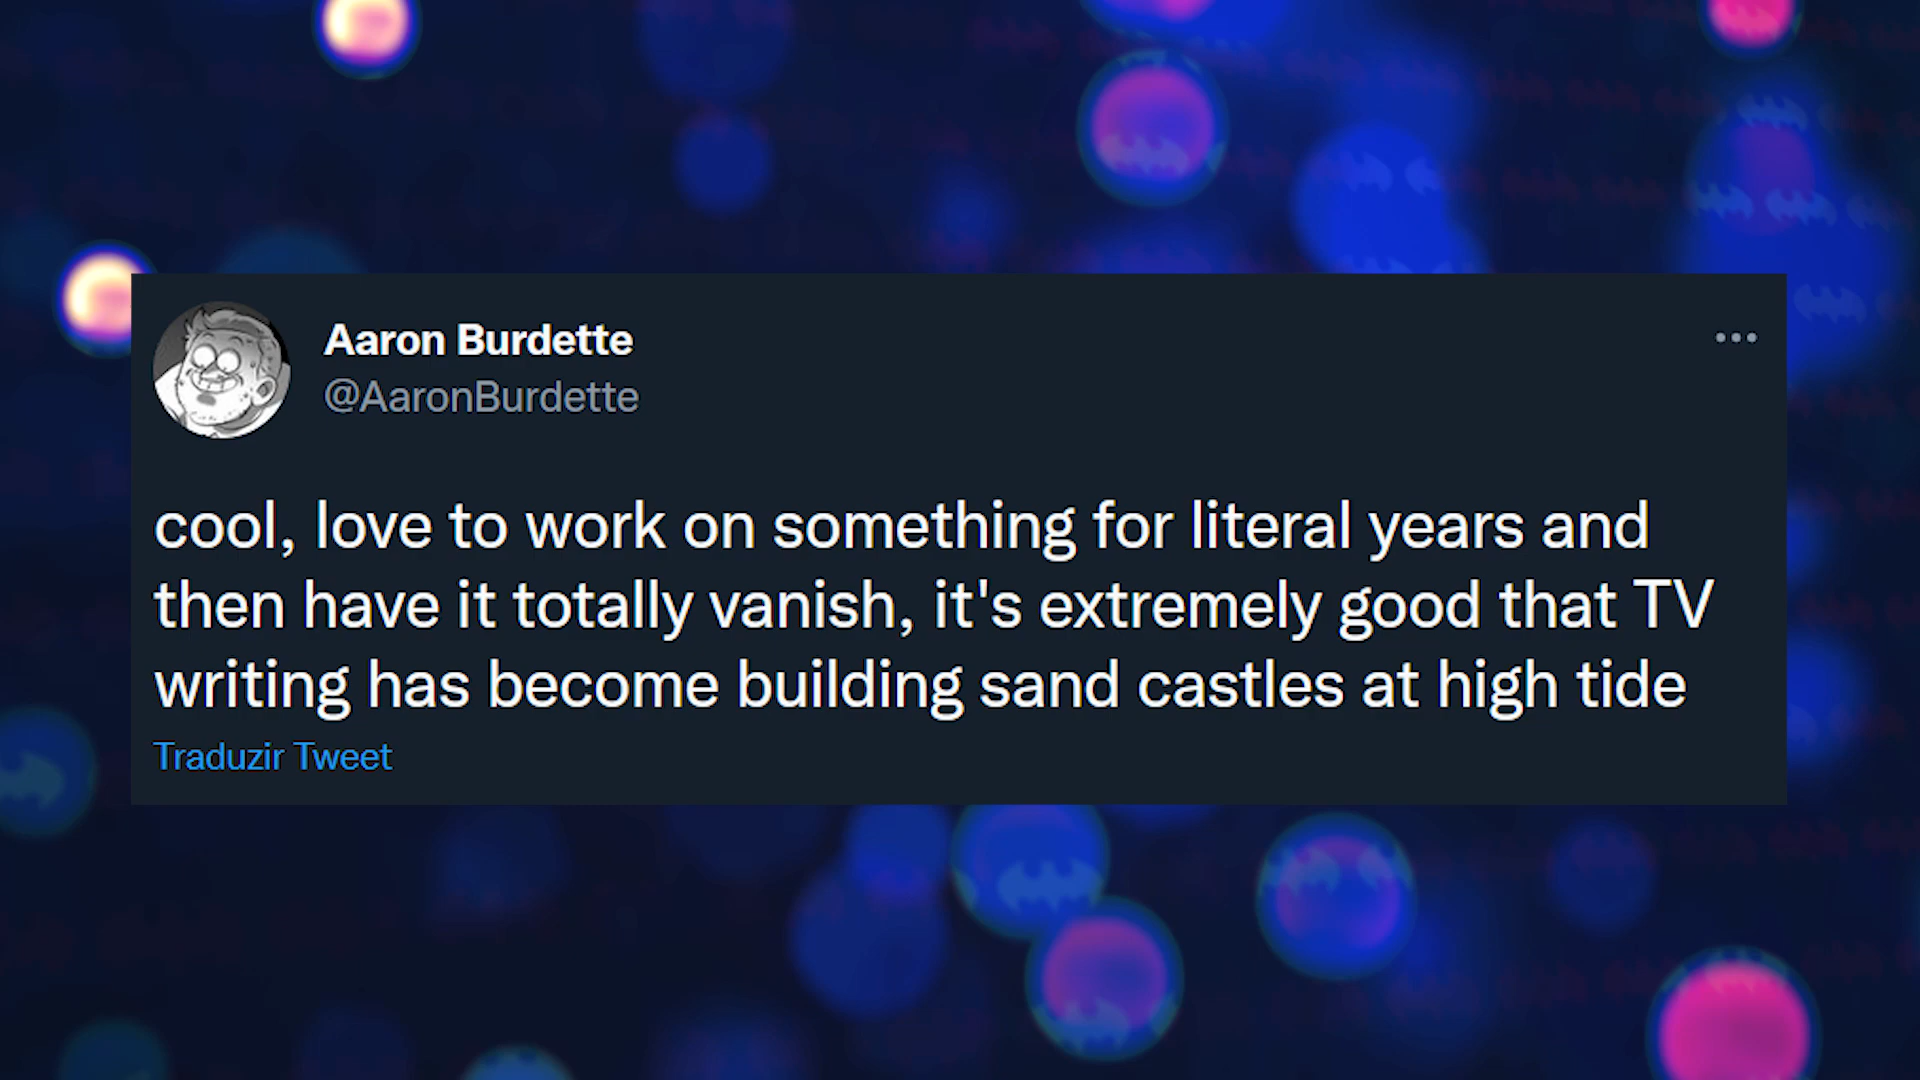 Aaron Burdette
@AaronBurdette
cool, love to work on something for literal years and
then have it totally vanish, it's extremely good that TV
writing has become building sand castles at high tide
Traduzir Tweet